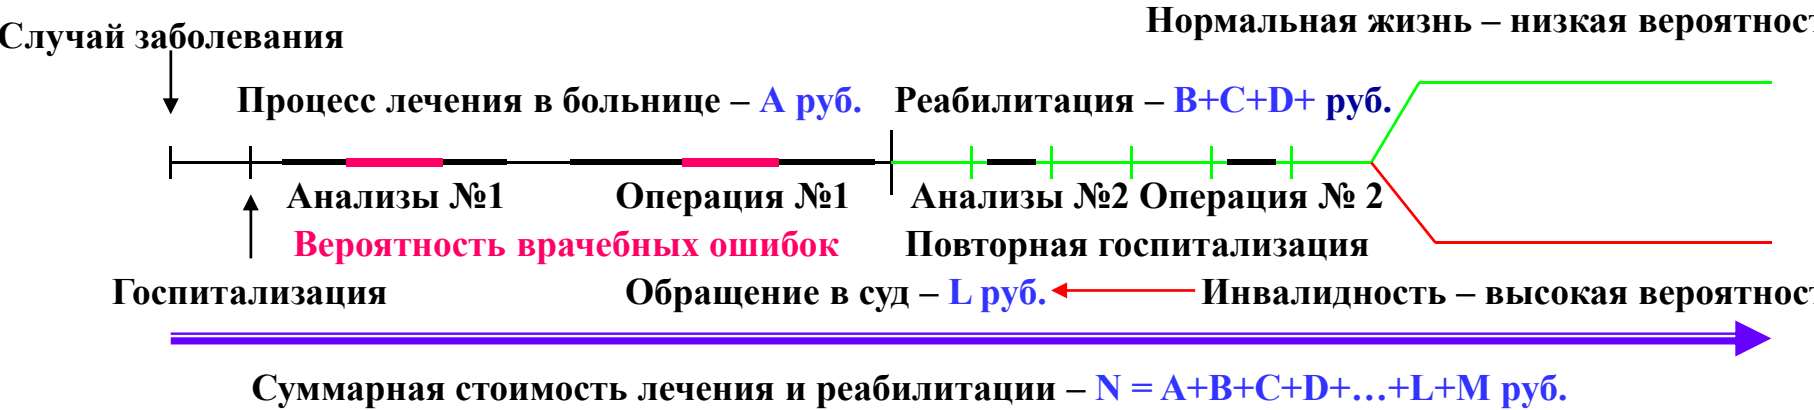 Нормальная жизнь – низкая вероятност
Случай заболевания
Процесс лечения в больнице – А руб. Реабилитация – B+C+D+ руб.
Анализы №1 Операция №1 Анализы №2 Операция № 2
Вероятность врачебных ошибок Повторная госпитализация
Госпитализация Обращение в суд – L руб. Инвалидность – высокая вероятност
Суммарная стоимость лечения и реабилитации – N = A+B+C+D+…+L+M руб.